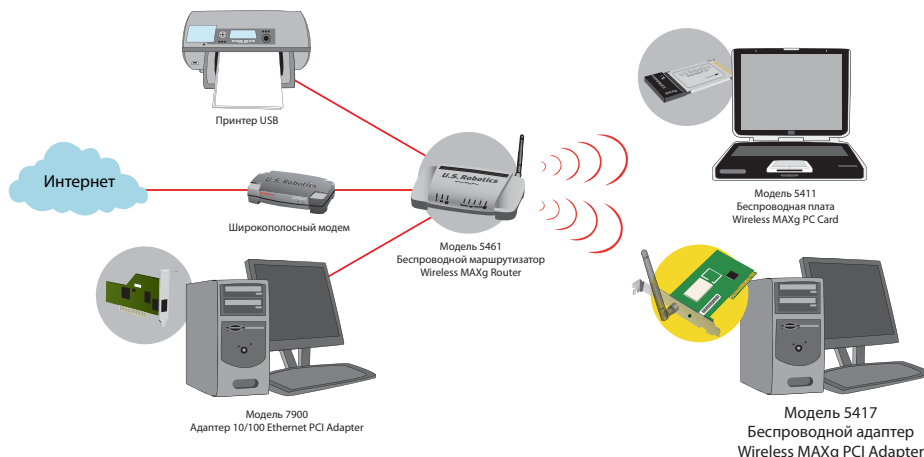 Принтер USB
Интернет
U.S. Robotics
Широкополосный модем
U.S. Robotics
Модель 5461
Беспроводной маршрутизатор
Wireless MAXg Router
Модель 5411
Беспроводная плата
Wireless MAXg PC Card
Модель 7900
Адаптер 10/100 Ethernet PCI Adapter
Модель 5417
Беспроводной адаптер
Wireless MAXg PCI Adapter